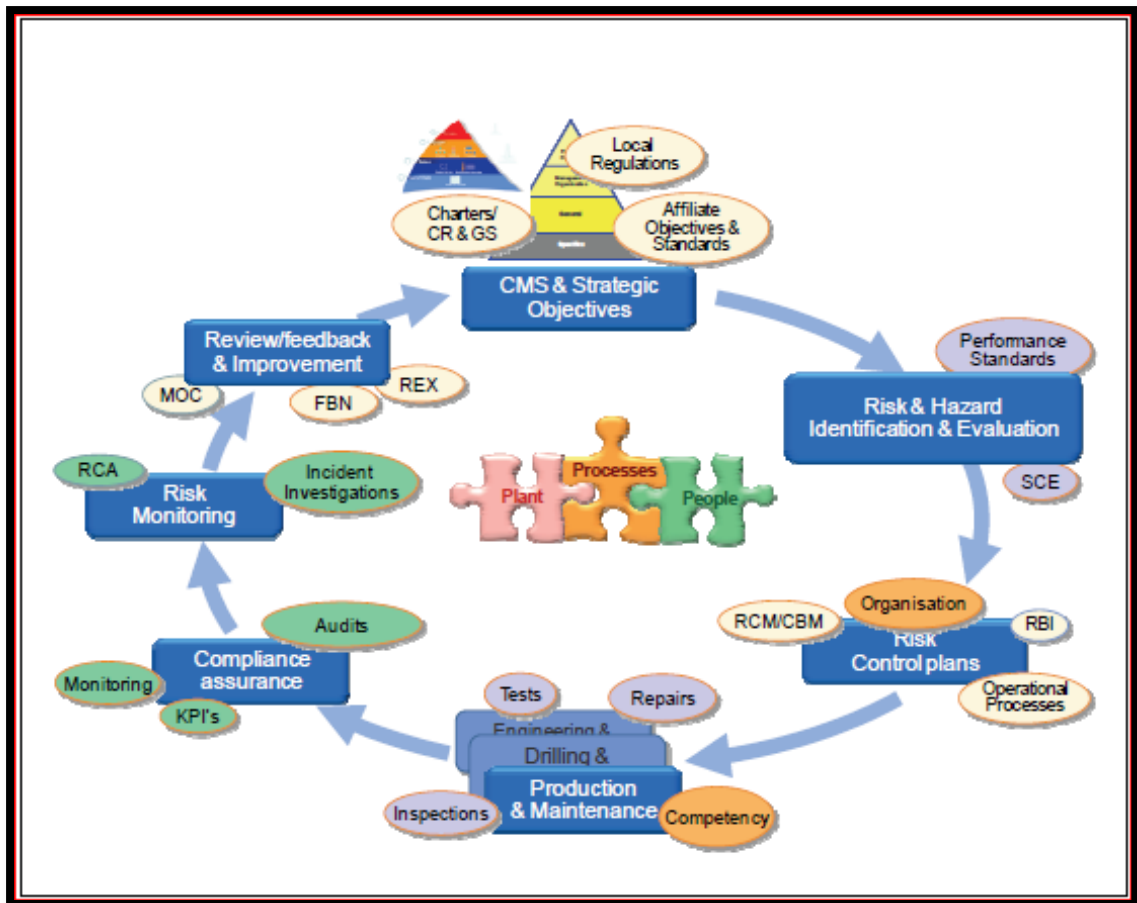 Local
Regulations
Charters/
CR & GS
Affiliate
Objectives &
Standards
CMS & Strategic
Objectives
Performance
Standards
Risk & Hazard
Identification & Evaluation
SCE
Organisation
RCM/CBM
RBI
Risk
Control plans
Operational
Processes
Tests
Repairs
Engineering &
Drilling &
Production
& Maintenance
Inspections
Competency
Audits
Compliance
assurance
Monitoring
KPI's
RCA
Incident
Investigations
Risk
Monitoring
Review/feedback
& Improvement
MOC
FBN
REX
Plant
Processes
People